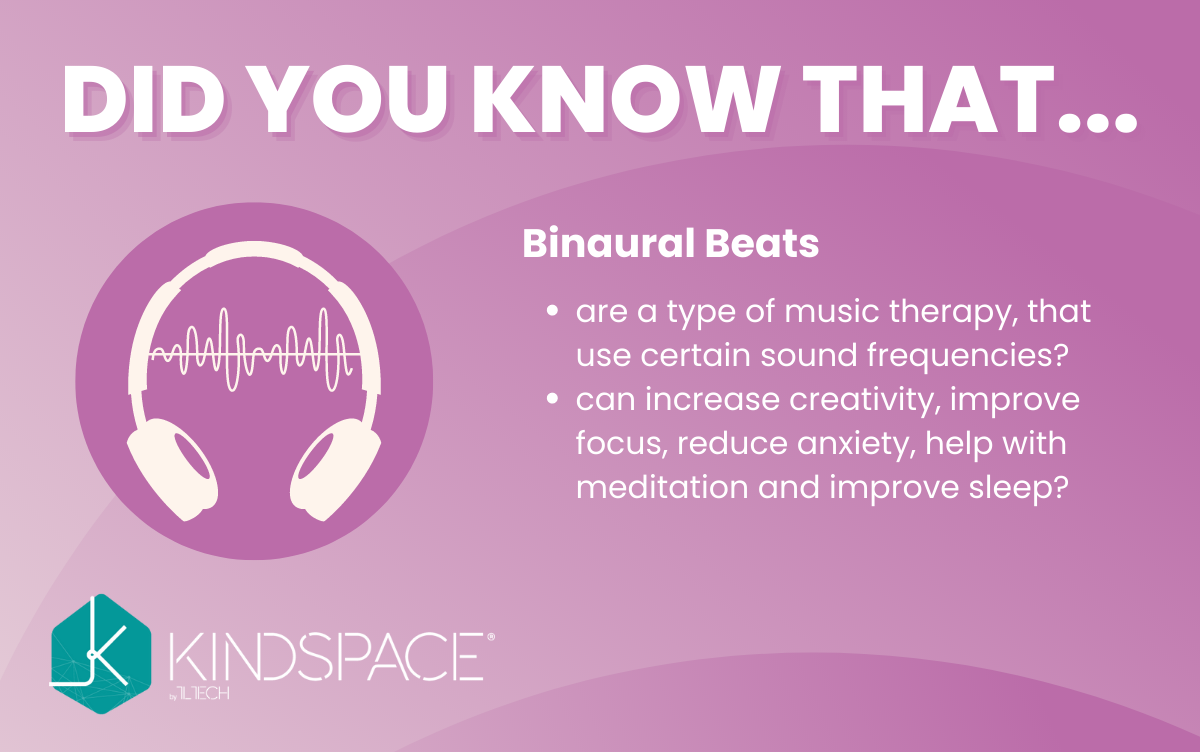 DID YOU KNOW THAT...
Binaural Beats
• are a type of music therapy, that
use certain sound frequencies?
• can increase creativity, improve
focus, reduce anxiety, help with
meditation and improve sleep?
KINDSPACE®
by TLTECH